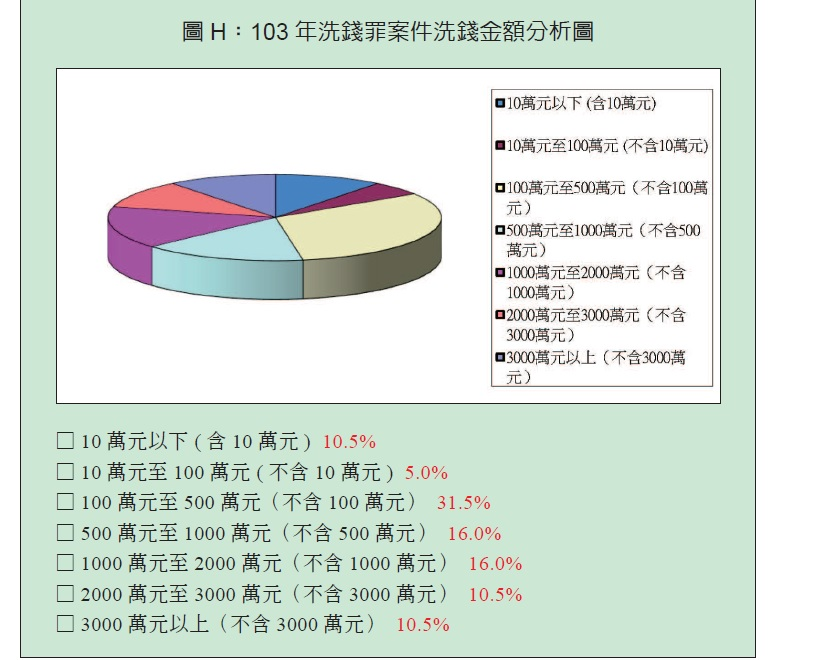 圖 H：103 年洗錢罪案件洗錢金額分析圖
10萬元以下 (含10萬元)
10萬元至100萬元 (不含10萬元)
100萬元至500萬元（不含100萬
元）
500萬元至1000萬元（不含500
萬元）
1000萬元至2000萬元（不含
1000萬元）
2000萬元至3000萬元（不含
3000萬元）
3000萬元以上（不含3000萬
元）
□ 10 萬元以下 ( 含 10 萬元 ) 10.5%
□ 10 萬元至 100 萬元 ( 不含 10 萬元 ) 5.0%
□ 100 萬元至 500 萬元（不含 100 萬元） 31.5%
□ 500 萬元至 1000 萬元（不含 500 萬元） 16.0%
□ 1000 萬元至 2000 萬元（不含 1000 萬元） 16.0%
□ 2000 萬元至 3000 萬元（不含 3000 萬元） 10.5%
□ 3000 萬元以上（不含 3000 萬元） 10.5%